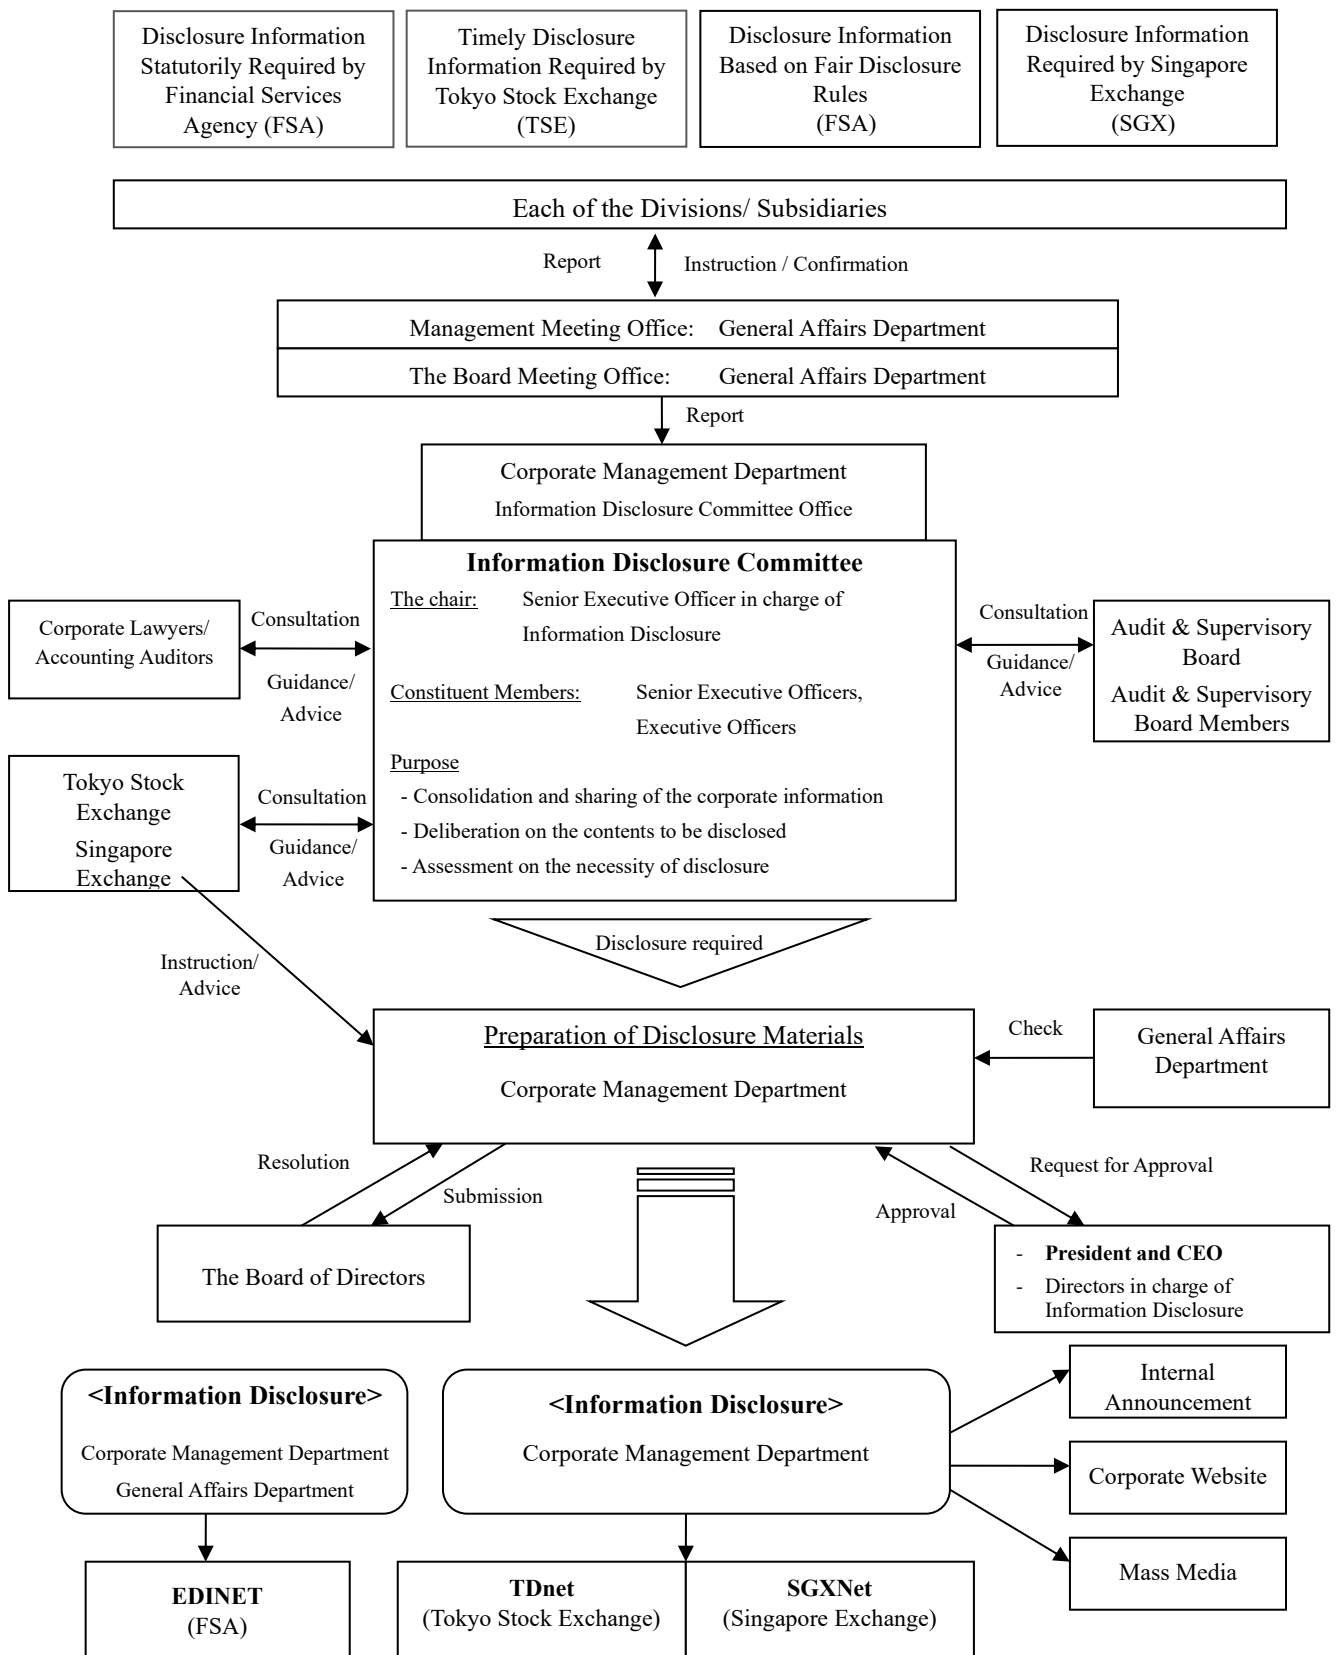 Disclosure Information
Statutorily Required by
Financial Services
Agency (FSA)
Timely Disclosure
Information Required by
Tokyo Stock Exchange
(TSE)
Disclosure Information
Based on Fair Disclosure
Rules
(FSA)
Disclosure Information
Required by Singapore
Exchange
(SGX)
Each of the Divisions/ Subsidiaries
Report
Instruction / Confirmation
Management Meeting Office: General Affairs Department
The Board Meeting Office: General Affairs Department
Report
Corporate Management Department
Information Disclosure Committee Office
Information Disclosure Committee
The chair: Senior Executive Officer in charge of
Information Disclosure
Constituent Members: Senior Executive Officers,
Executive Officers
Purpose
- Consolidation and sharing of the corporate information
- Deliberation on the contents to be disclosed
- Assessment on the necessity of disclosure
Corporate Lawyers/
Accounting Auditors
Consultation
Guidance/
Advice
Consultation
Guidance/
Advice
Audit & Supervisory
Board
Audit & Supervisory
Board Members
Tokyo Stock
Exchange
Singapore
Exchange
Consultation
Guidance/
Advice
Disclosure required
Instruction/
Advice
Preparation of Disclosure Materials
Corporate Management Department
Check
General Affairs
Department
Resolution
Submission
Request for Approval
Approval
The Board of Directors
- President and CEO
- Directors in charge of
Information Disclosure
<Information Disclosure>
Corporate Management Department
General Affairs Department
<Information Disclosure>
Corporate Management Department
Internal
Announcement
Corporate Website
Mass Media
EDINET
(FSA)
TDnet
(Tokyo Stock Exchange)
SGXNet
(Singapore Exchange)